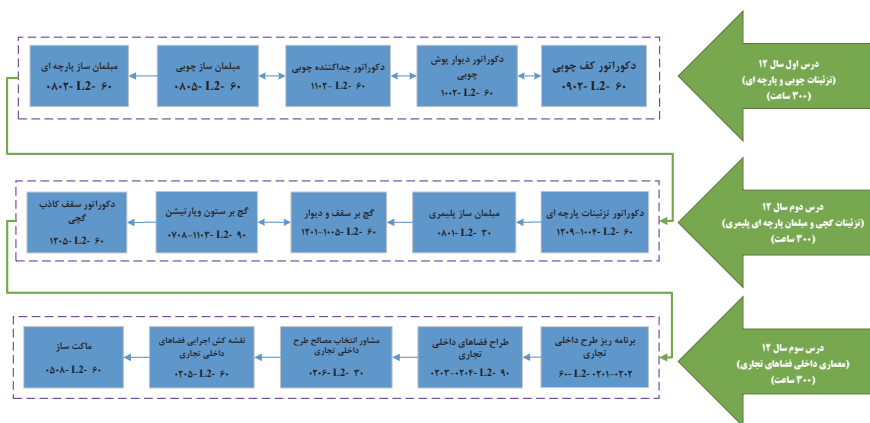 درس اول سال ۱۲
(تزئینات چوبی و پارچه ای)
(۳۰۰ ساعت)
دکوراتور کف چوبی
۰۹۰۲- L2- ۶۰
دکوراتور دیوار پوش
چوبی
۱۰۰۲- L2- ۶۰
دکوراتور جداکننده چوبی
۱۱۰۲- L2- ۶۰
مبلمان ساز چوبی
۰۸۰۵- L2- ۶۰
مبلمان ساز پارچه ای
۰۸۰۲- L2- ۶۰
درس دوم سال ۱۲
(تزئینات گچی و مبلمان پارچه ای پلیمری)
(۳۰۰ ساعت)
دکوراتور تزئینات پارچه ای
۱۲۰۹-۱۰۰۴- L2- ۶۰
مبلمان ساز پلیمری
۰۸۰۱- L2- ۳۰
گچ بر سقف و دیوار
۱۲۰۱-۱۰۰۵- L2- ۶۰
گچ بر ستون وپارتیشن
۰۷۰۸-۱۱۰۳- L2- ۹۰
دکوراتور سقف کاذب
گچی
۱۲۰۵- L2- ۶۰
درس سوم سال ۱۲
(معماری داخلی فضاهای تجاری)
(۳۰۰ ساعت)
برنامه ریز طرح داخلی
تجاری
۶۰- L2- ۰۲۰۱-۰۲۰۲
طراح فضاهای داخلی
تجاری
۰۲۰۳-۰۲۰۴- L2- ۹۰
مشاور انتخاب مصالح طرح
داخلی تجاری
۰۲۰۶- L2- ۳۰
نقشه کش اجرایی فضاهای
داخلی تجاری
۰۲۰۵- L2- ۶۰
ماکت ساز
۰۵۰۸- L2- ۶۰